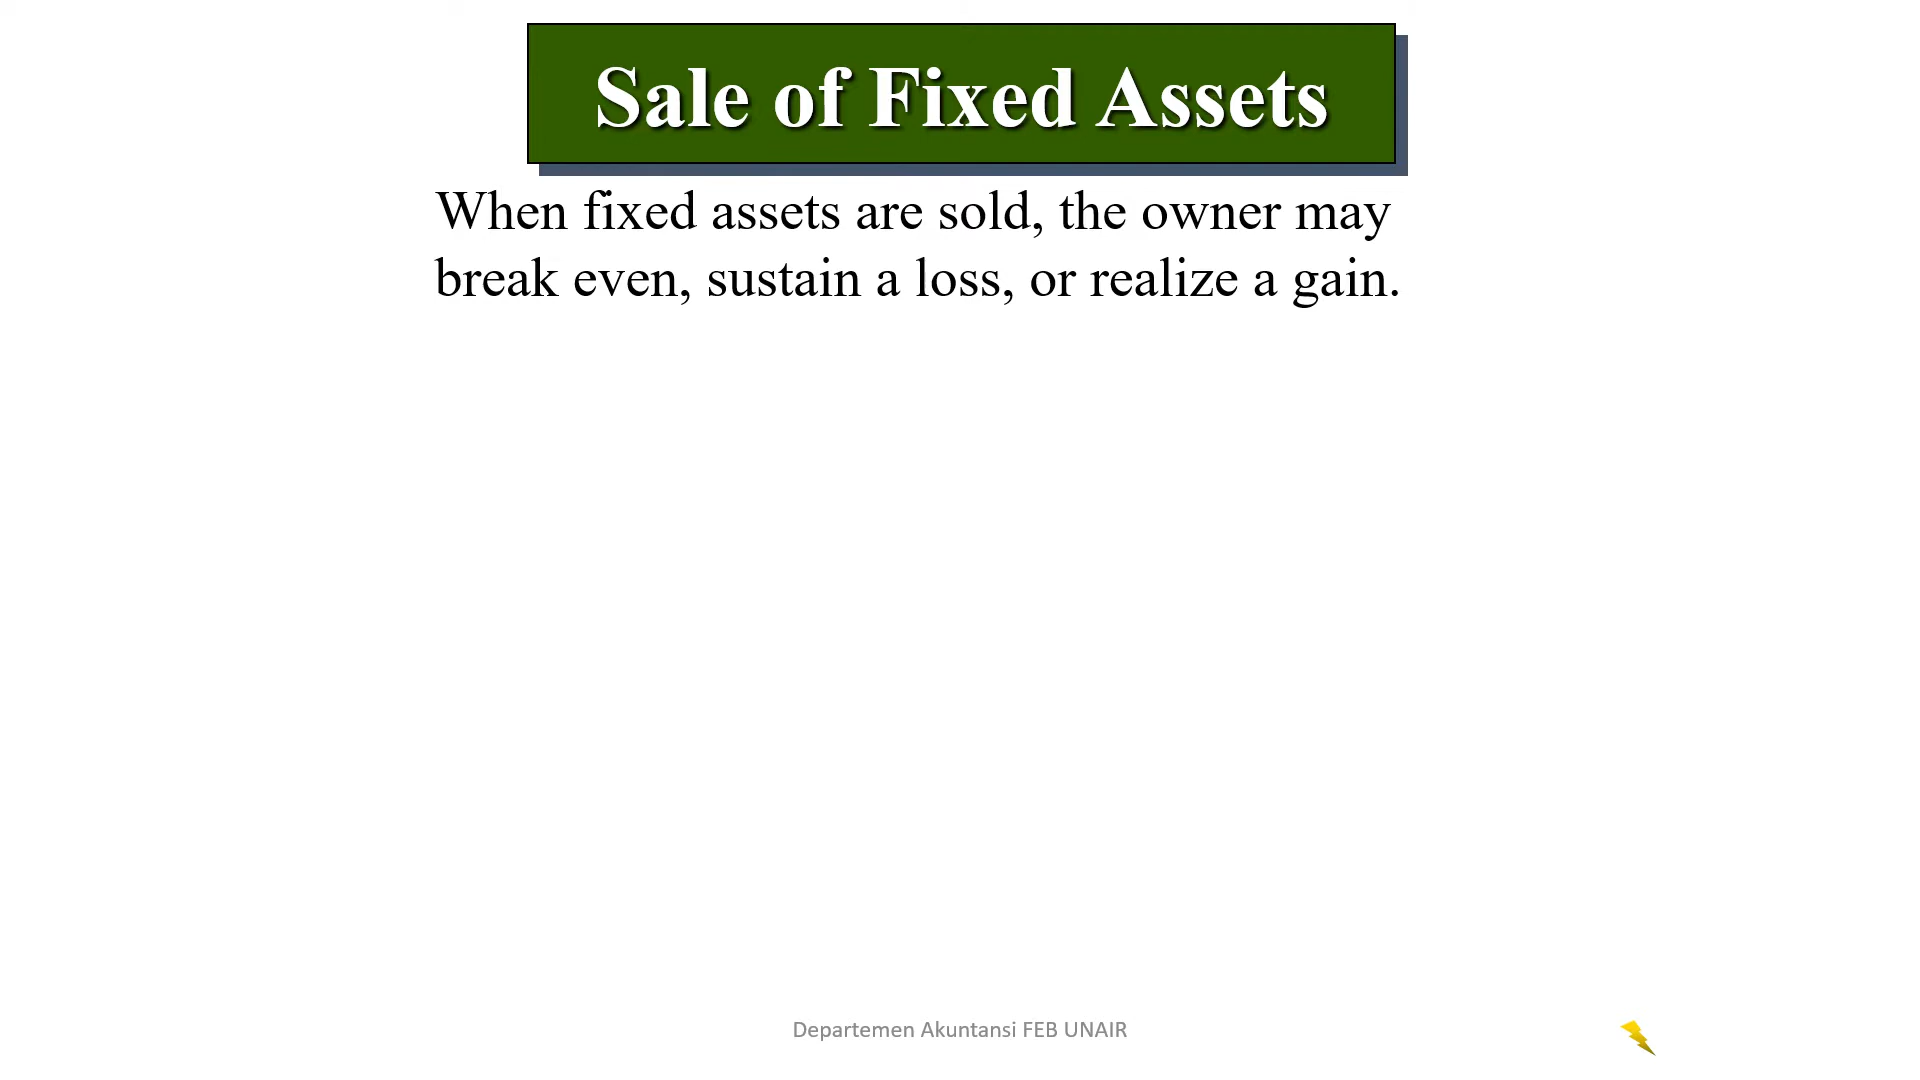 Sale of Fixed Assets
When fixed assets are sold, the owner may
break even, sustain a loss, or realize a gain.
Departemen Akuntansi FEB UNAIR